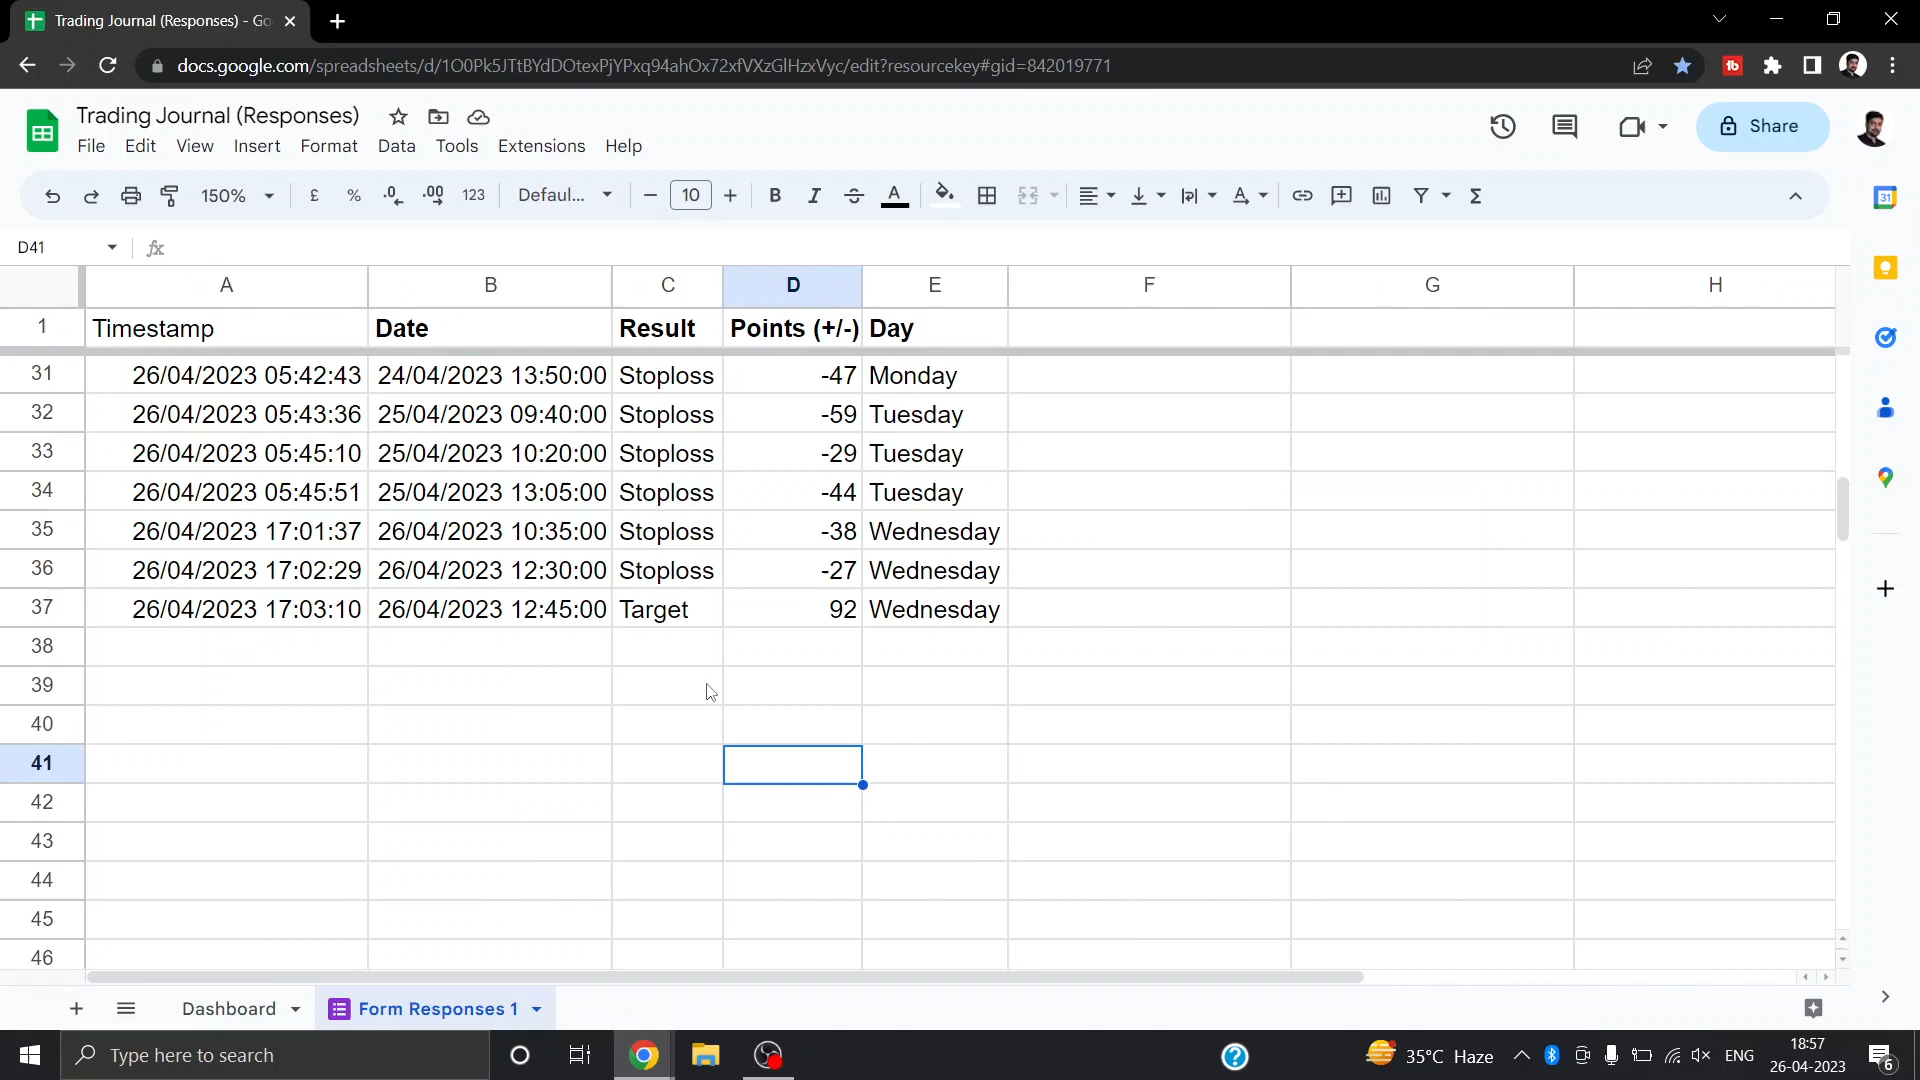 Trading Journal (Responses) - Go
docs.google.com/spreadsheets/d/1O0Pk5JTtBYdDOtexPjYPxq94ahOx72xfVXzGlHzxVyc/edit?resourcekey#gid=842019771
Trading Journal (Responses)
File Edit View Insert Format Data Tools Extensions Help
Share
150% £ % .0 .00 123 Defaul... 10 B I S A Σ
31
D41 fx
A B C D E F G H
1 Timestamp Date Result Points (+/-) Day
31 26/04/2023 05:42:43 24/04/2023 13:50:00 Stoploss -47 Monday
32 26/04/2023 05:43:36 25/04/2023 09:40:00 Stoploss -59 Tuesday
33 26/04/2023 05:45:10 25/04/2023 10:20:00 Stoploss -29 Tuesday
34 26/04/2023 05:45:51 25/04/2023 13:05:00 Stoploss -44 Tuesday
35 26/04/2023 17:01:37 26/04/2023 10:35:00 Stoploss -38 Wednesday
36 26/04/2023 17:02:29 26/04/2023 12:30:00 Stoploss -27 Wednesday
37 26/04/2023 17:03:10 26/04/2023 12:45:00 Target 92 Wednesday
38
39
40
41
42
43
44
45
46
Dashboard Form Responses 1
Type here to search
35°C Haze
ENG
18:57
26-04-2023
6